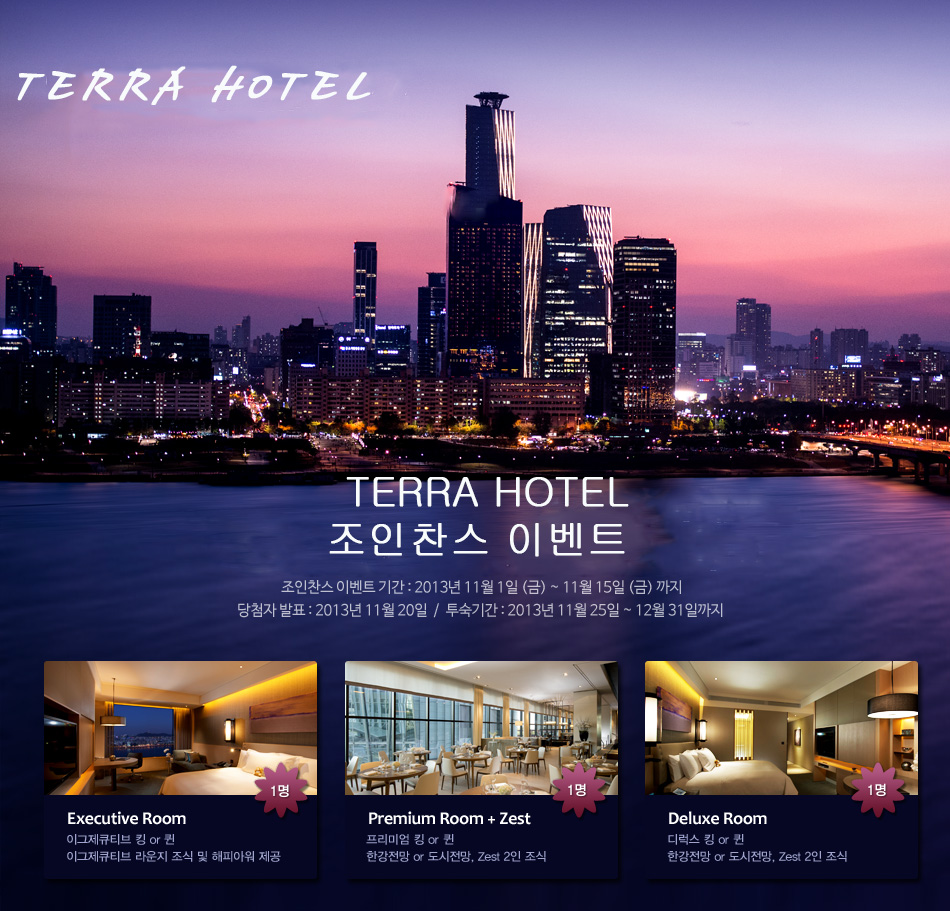 TERRA HOTEL
TERRA HOTEL
조인찬스 이벤트
조인찬스 이벤트 기간 : 2013년 11월 1일 (금) ~ 11월 15일 (금) 까지
당첨자 발표 : 2013년 11월 20일 / 투숙기간 : 2013년 11월 25일 ~ 12월 31일까지
1명
Executive Room
이그제큐티브 킹 or 퀸
이그제큐티브 라운지 조식 및 해피아워 제공
1명
Premium Room + Zest
프리미엄 킹 or 퀸
한강전망 or 도시전망, Zest 2인 조식
1명
Deluxe Room
디럭스 킹 or 퀸
한강전망 or 도시전망, Zest 2인 조식